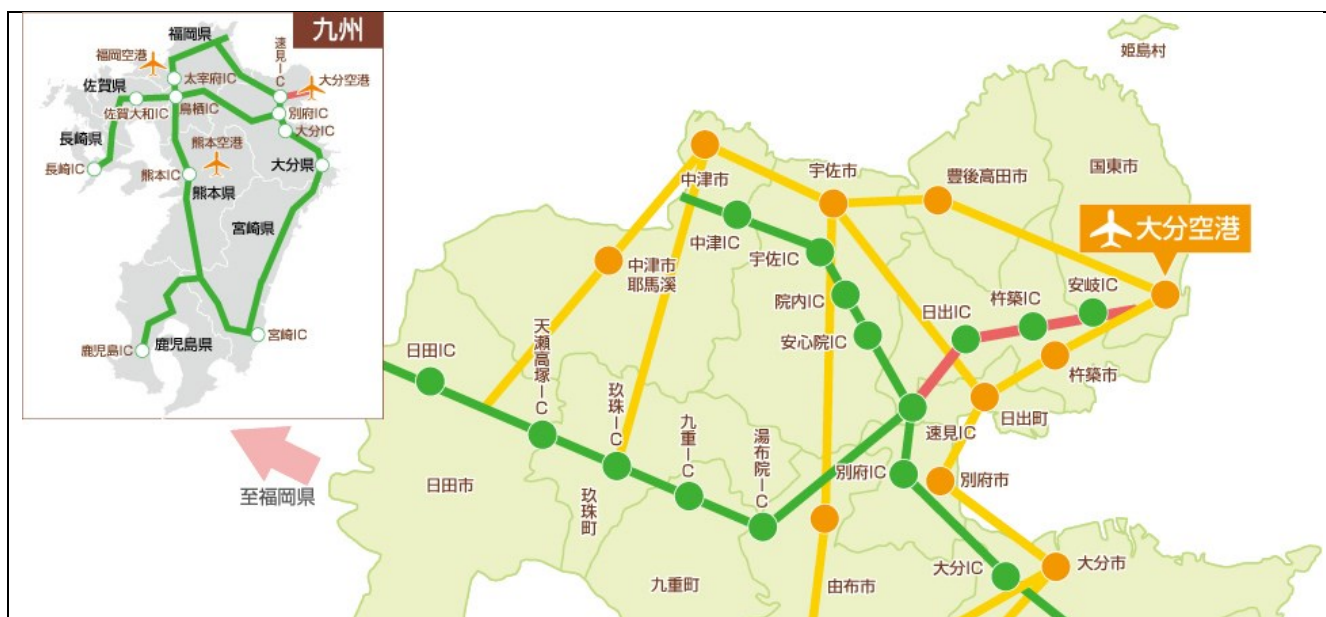 九州
福岡県
福岡空港
速見IC
大分空港
太宰府IC
佐賀県
佐賀大和IC
鳥栖IC
別府IC
大分IC
長崎県
熊本空港
長崎IC
熊本IC
大分県
熊本県
宮崎県
宮崎IC
鹿児島IC
鹿児島県
至福岡県
姫島村
国東市
豊後高田市
宇佐市
中津市
大分空港
中津IC
宇佐IC
中津市
耶馬溪
院内IC
安岐IC
杵築IC
日出IC
安心院IC
天瀬高塚IC
日田IC
杵築市
玖珠IC
日出町
九重IC
速見IC
湯布院IC
別府IC
別府市
日田市
玖珠町
大分IC
大分市
九重町
由布市